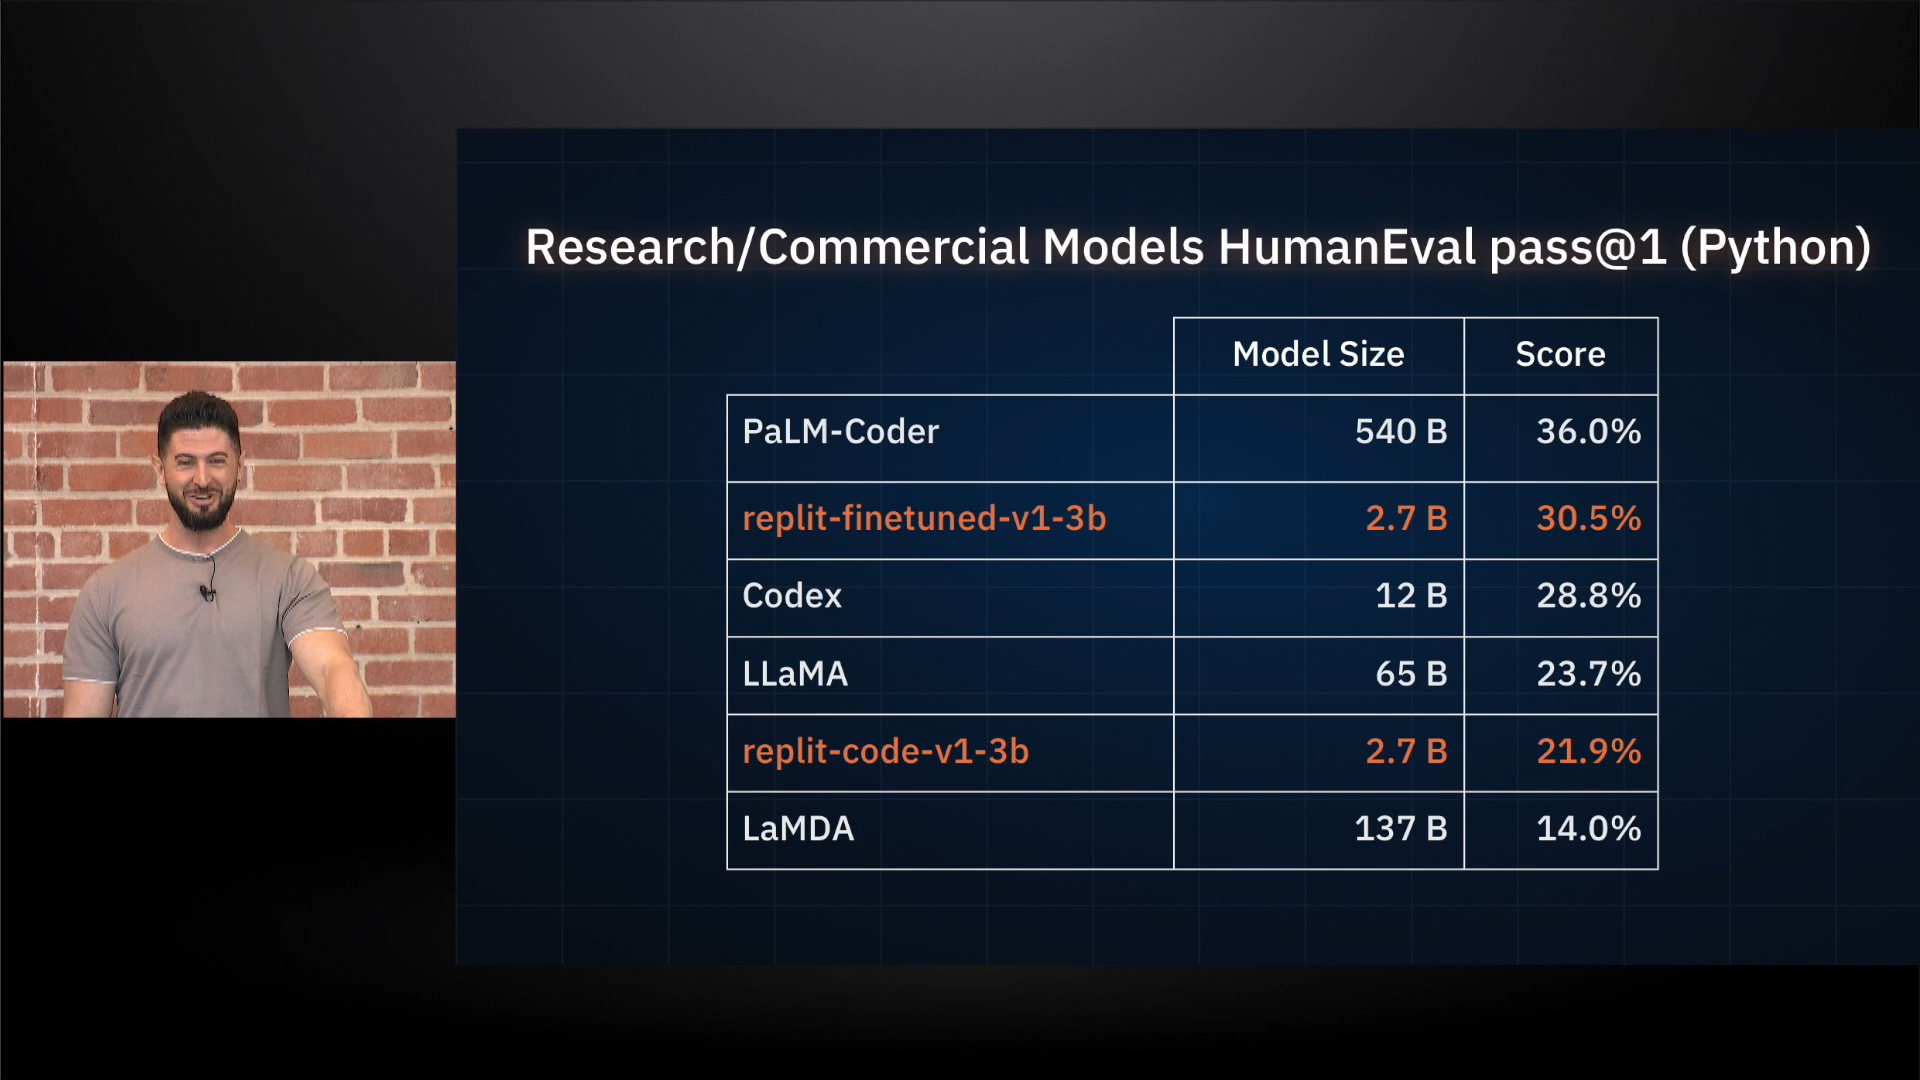 Research/Commercial Models HumanEval pass@1 (Python)
Model Size Score
PaLM-Coder 540 B 36.0%
replit-finetuned-v1-3b 2.7 B 30.5%
Codex 12 B 28.8%
LLaMA 65 B 23.7%
replit-code-v1-3b 2.7 B 21.9%
LaMDA 137 B 14.0%